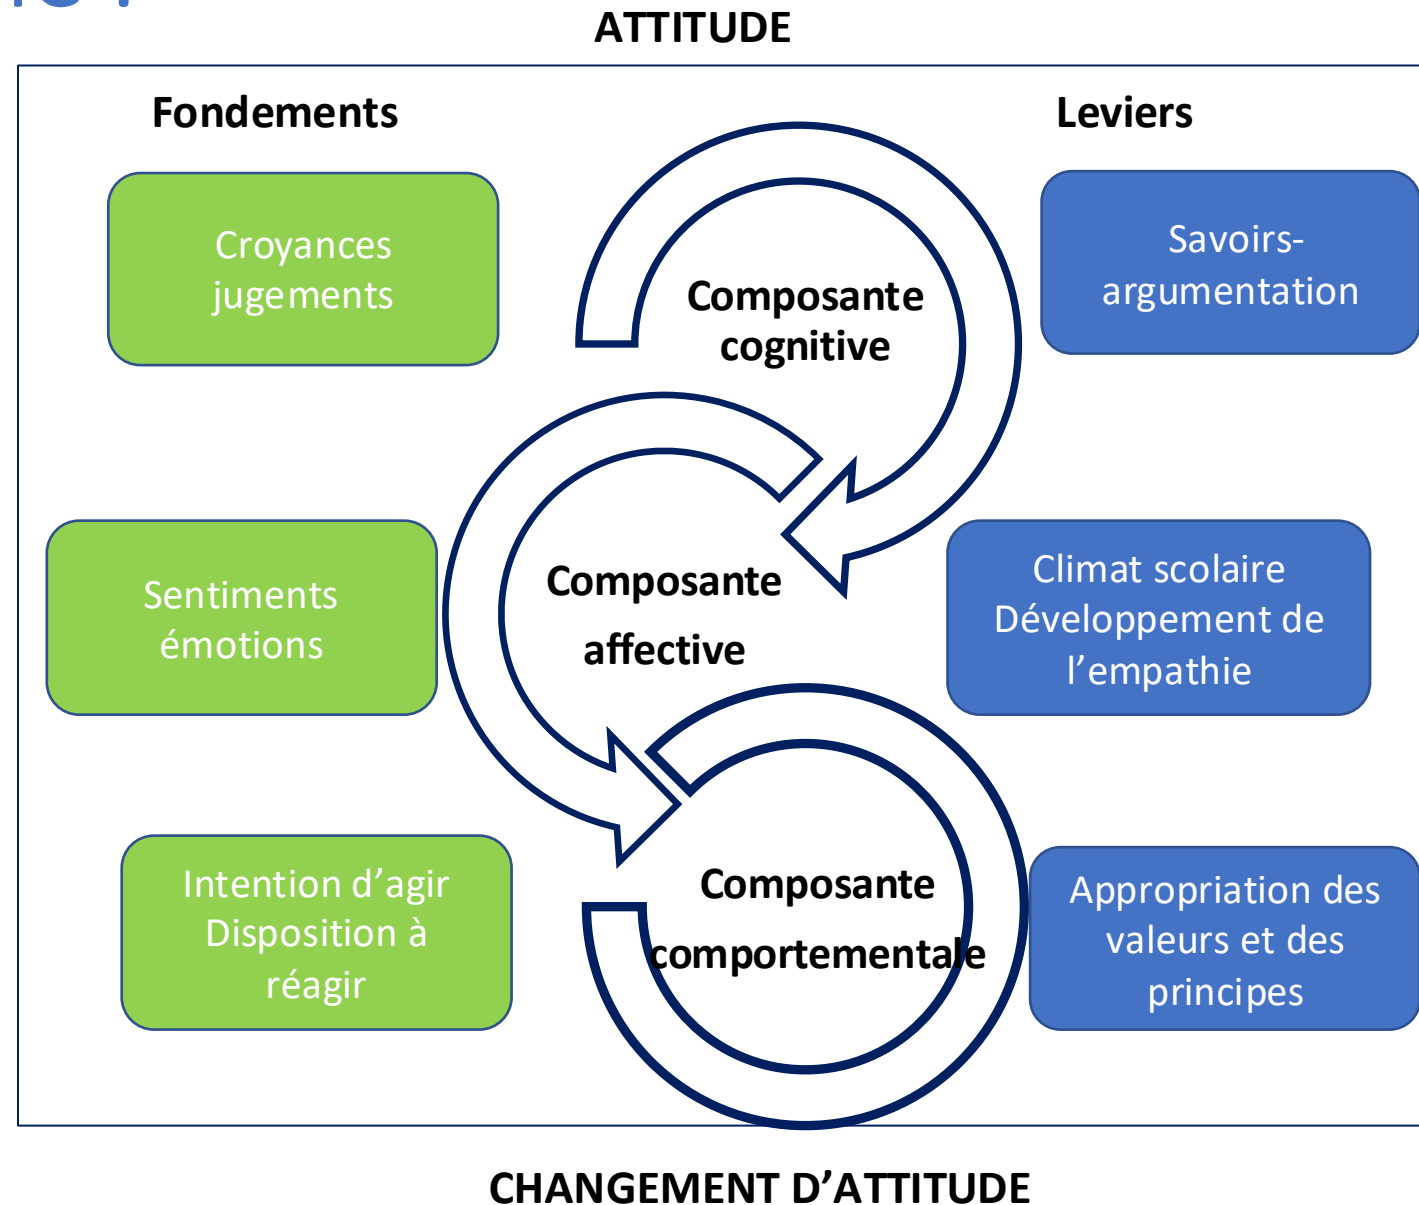 ATTITUDE
Fondements
Leviers
Croyances
jugements
Composante
cognitive
Savoirs-
argumentation
Sentiments
émotions
Composante
affective
Climat scolaire
Développement de
l’empathie
Intention d’agir
Disposition à
réagir
Composante
comportementale
Appropriation des
valeurs et des
principes
CHANGEMENT D’ATTITUDE